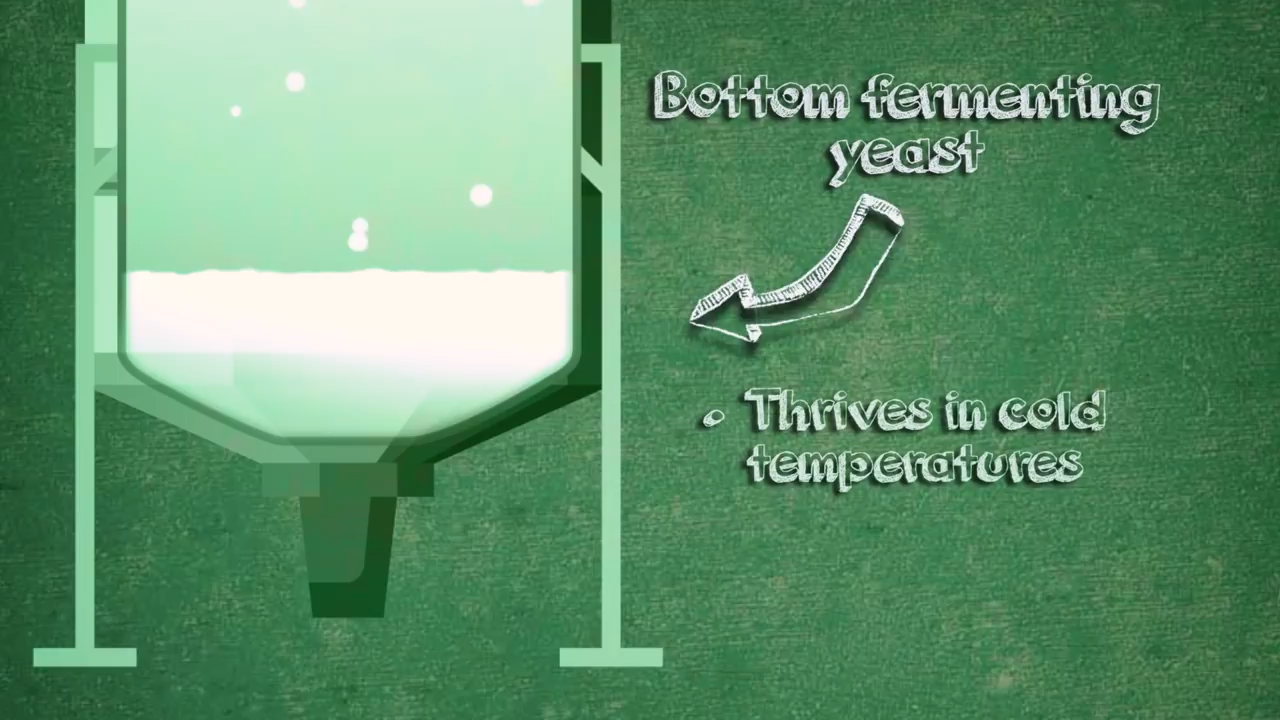 Bottom fermenting
yeast
• Thrives in cold
temperatures